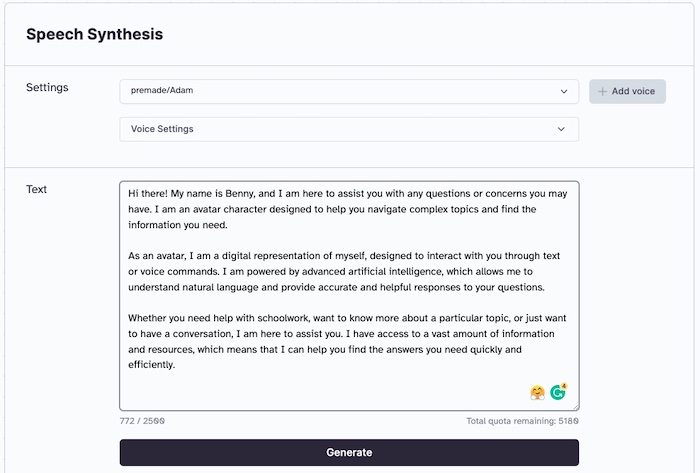 Speech Synthesis
Settings
premade/Adam
+ Add voice
Voice Settings
Text
Hi there! My name is Benny, and I am here to assist you with any questions or concerns you may
have. I am an avatar character designed to help you navigate complex topics and find the
information you need.
As an avatar, I am a digital representation of myself, designed to interact with you through text
or voice commands. I am powered by advanced artificial intelligence, which allows me to
understand natural language and provide accurate and helpful responses to your questions.
Whether you need help with schoolwork, want to know more about a particular topic, or just want
to have a conversation, I am here to assist you. I have access to a vast amount of information
and resources, which means that I can help you find the answers you need quickly and
efficiently.
4
772 / 2500
Total quota remaining: 5180
Generate